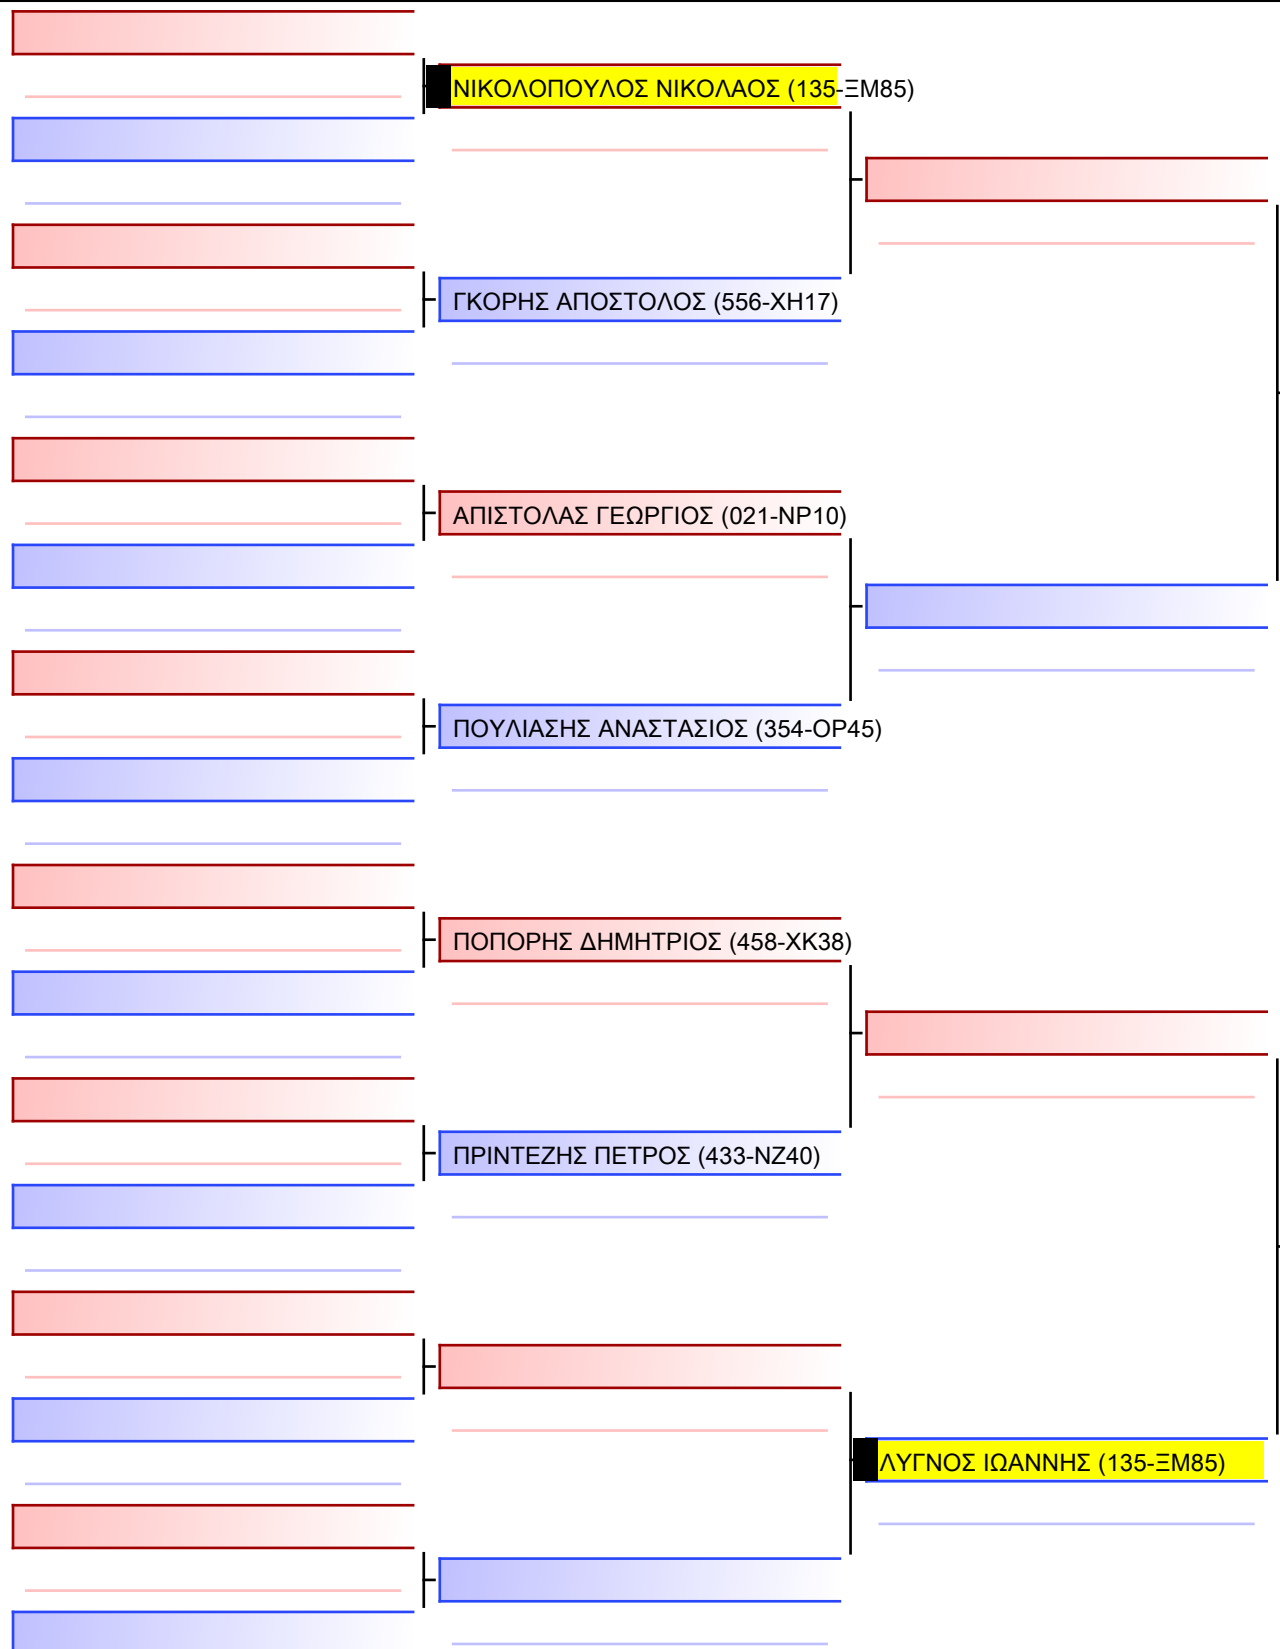 ΝΙΚΟΛΟΠΟΥΛΟΣ ΝΙΚΟΛΑΟΣ (135-ΞΜ85)
ΓΚΟΡΗΣ ΑΠΟΣΤΟΛΟΣ (556-ΧΗ17)
ΑΠΙΣΤΟΛΑΣ ΓΕΩΡΓΙΟΣ (021-ΝΡ10)
ΠΟΥΛΙΑΣΗΣ ΑΝΑΣΤΑΣΙΟΣ (354-ΟΡ45)
ΠΟΠΟΡΗΣ ΔΗΜΗΤΡΙΟΣ (458-ΧΚ38)
ΠΡΙΝΤΕΖΗΣ ΠΕΤΡΟΣ (433-ΝΖ40)
ΛΥΓΝΟΣ ΙΩΑΝΝΗΣ (135-ΞΜ85)